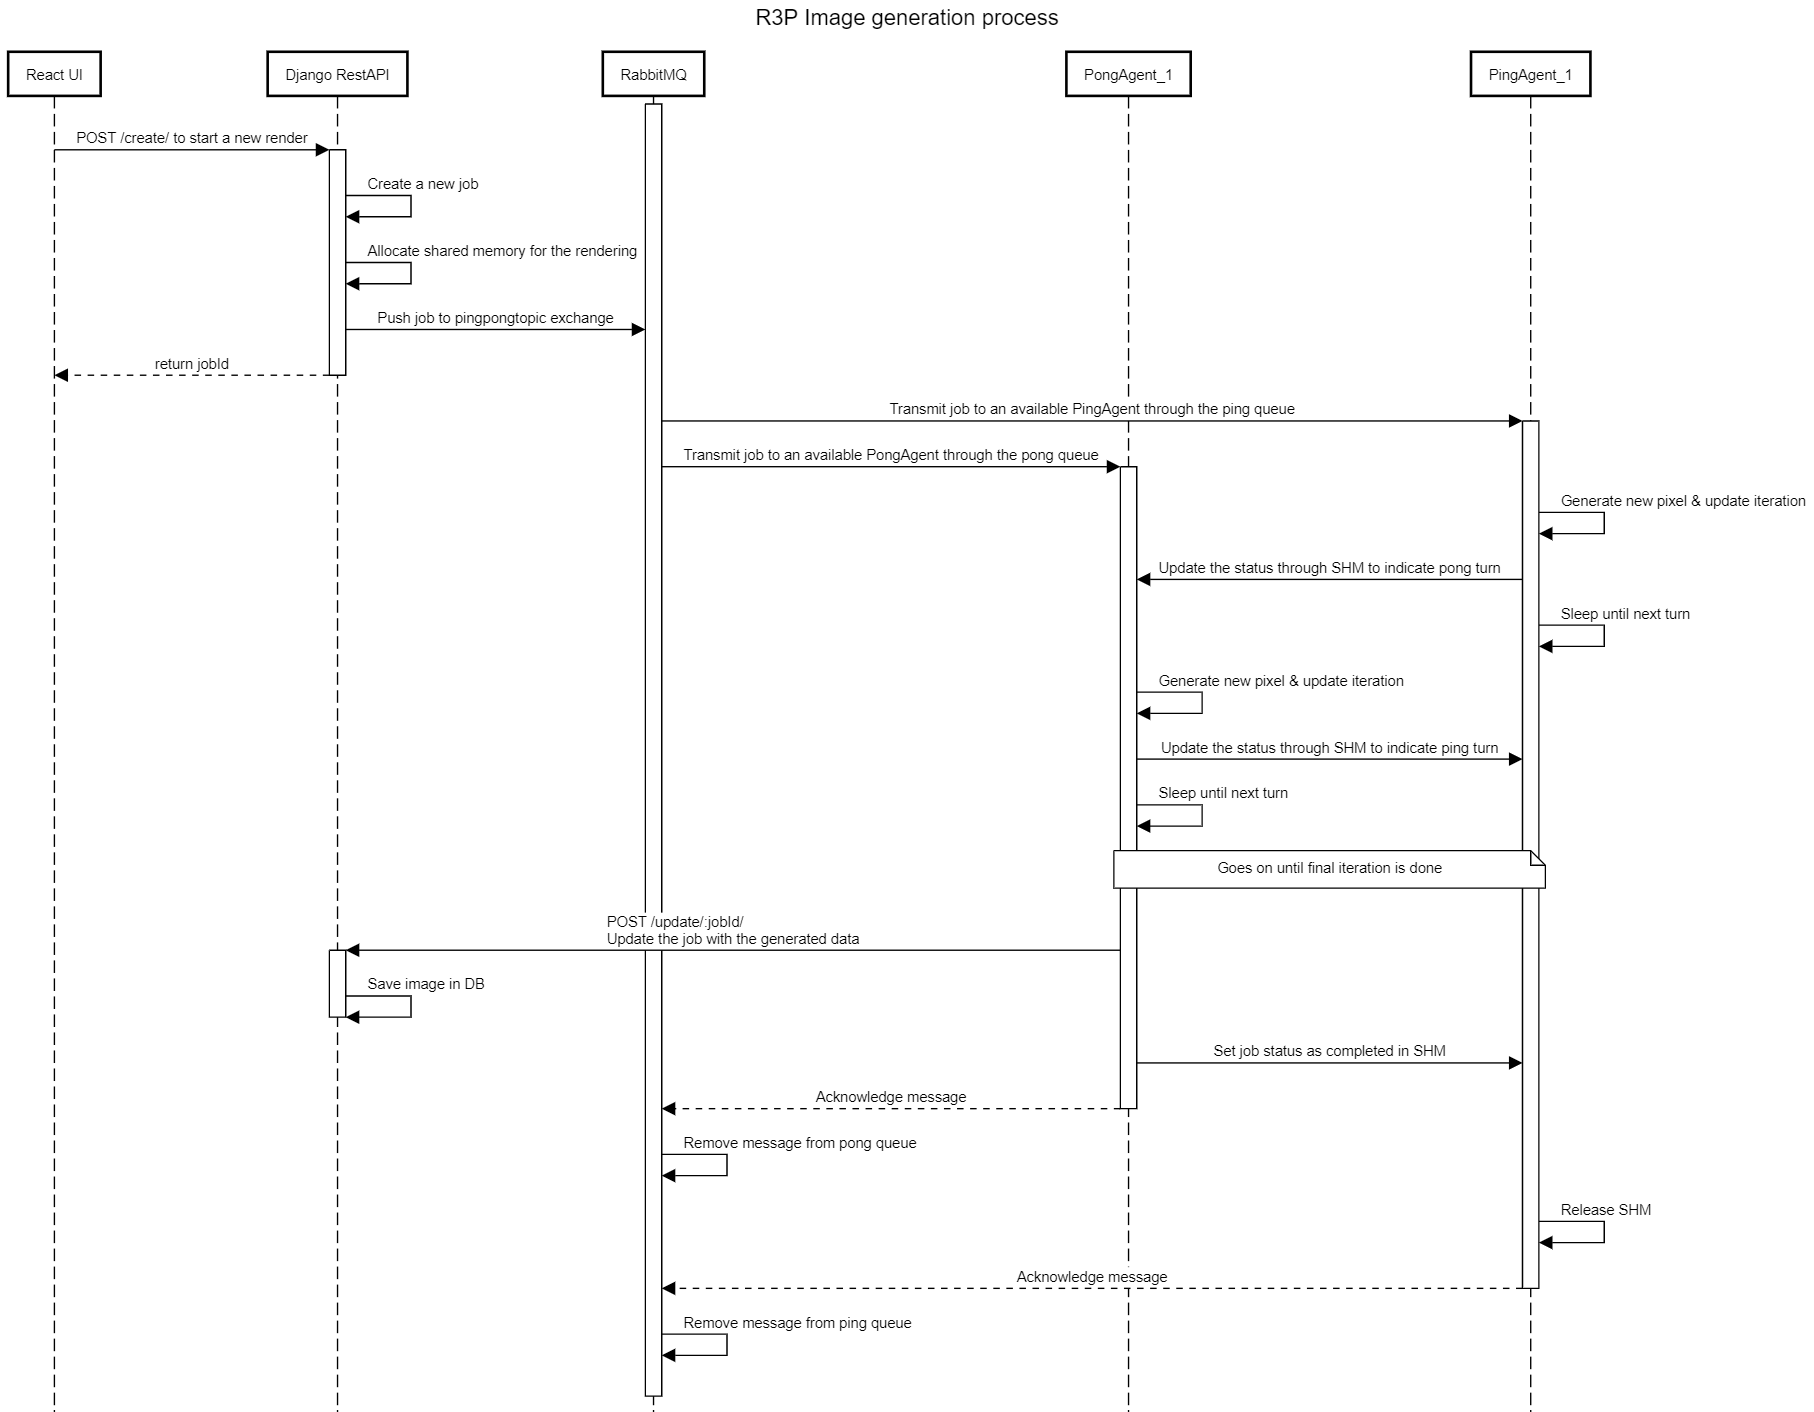 R3P Image generation process
React UI
Django RestAPI
RabbitMQ
PongAgent_1
PingAgent_1
POST /create/ to start a new render
Create a new job
Allocate shared memory for the rendering
Push job to pingpongtopic exchange
return jobId
Transmit job to an available PingAgent through the ping queue
Transmit job to an available PongAgent through the pong queue
Generate new pixel & update iteration
Update the status through SHM to indicate pong turn
Sleep until next turn
Generate new pixel & update iteration
Update the status through SHM to indicate ping turn
Sleep until next turn
Goes on until final iteration is done
POST /update/:jobId/
Update the job with the generated data
Save image in DB
Set job status as completed in SHM
Acknowledge message
Remove message from pong queue
Release SHM
Acknowledge message
Remove message from ping queue